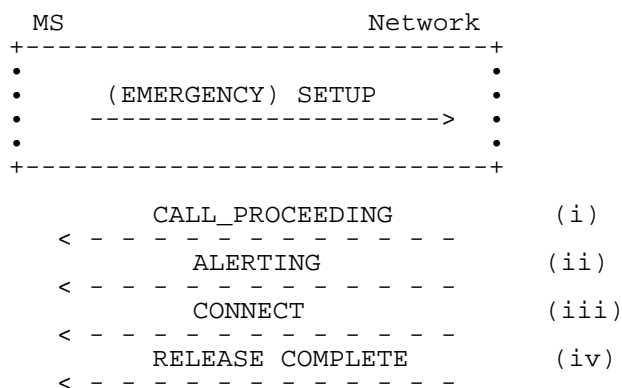 MS Network
(EMERGENCY) SETUP
CALL_PROCEEDING (i)
ALERTING (ii)
CONNECT (iii)
RELEASE COMPLETE (iv)